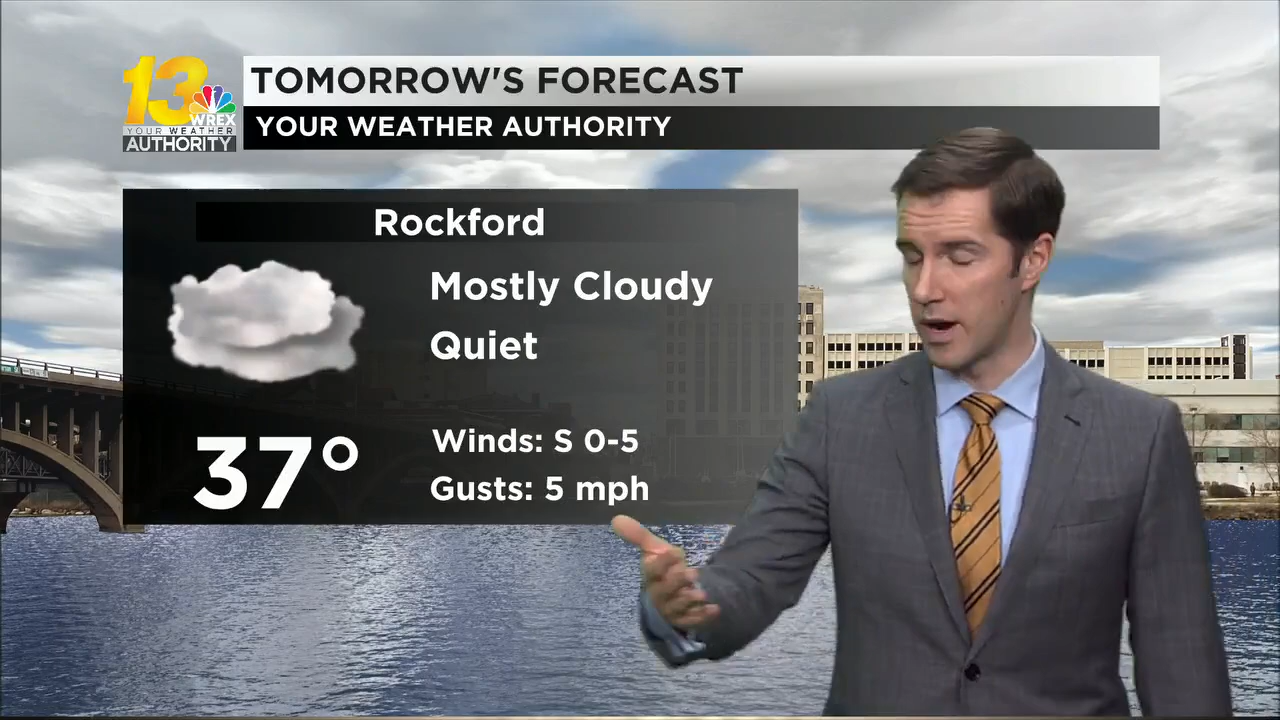 13
WREX
YOUR WEATHER
AUTHORITY
TOMORROW'S FORECAST
YOUR WEATHER AUTHORITY
Rockford
Mostly Cloudy
Quiet
37°
Winds: S 0-5
Gusts: 5 mph